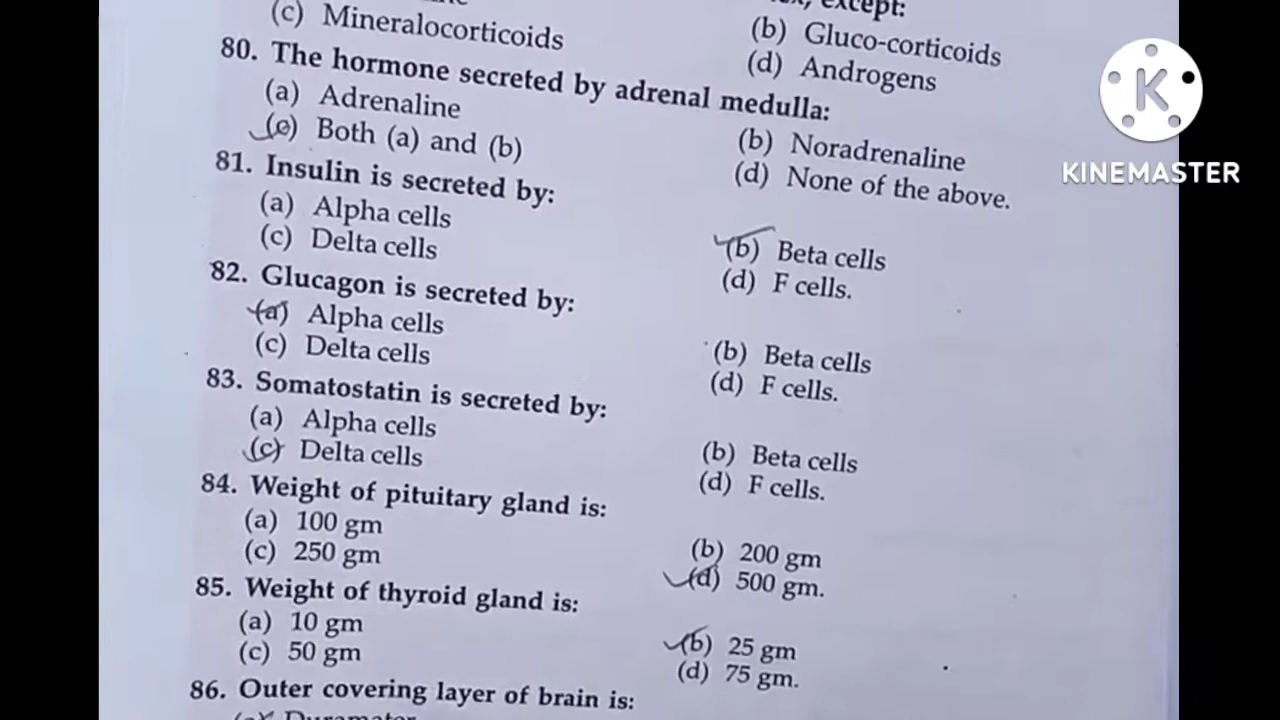 except:
(c) Mineralocorticoids (b) Gluco-corticoids
(d) Androgens
80. The hormone secreted by adrenal medulla:
(a) Adrenaline (b) Noradrenaline
(c) Both (a) and (b) (d) None of the above.
81. Insulin is secreted by:
(a) Alpha cells (b) Beta cells
(c) Delta cells (d) F cells.
82. Glucagon is secreted by:
(a) Alpha cells (b) Beta cells
(c) Delta cells (d) F cells.
83. Somatostatin is secreted by:
(a) Alpha cells (b) Beta cells
(c) Delta cells (d) F cells.
84. Weight of pituitary gland is:
(a) 100 gm (b) 200 gm
(c) 250 gm (d) 500 gm.
85. Weight of thyroid gland is:
(a) 10 gm (b) 25 gm
(c) 50 gm (d) 75 gm.
86. Outer covering layer of brain is:
(a) Duramater
K
KINEMASTER